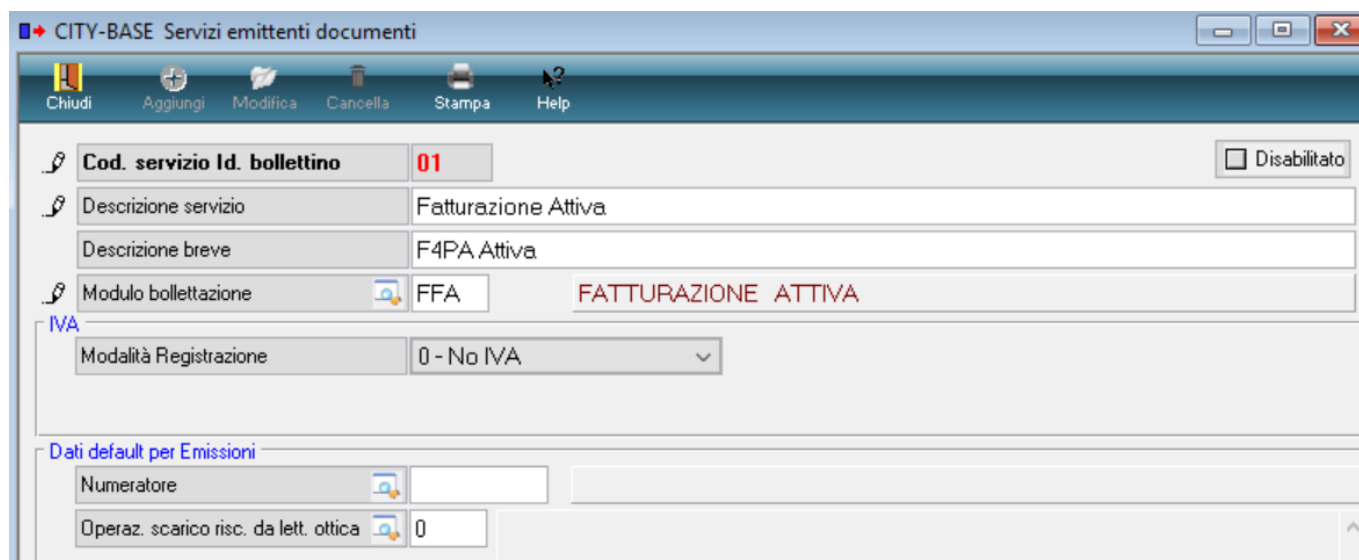 CITY-BASE Servizi emittenti documenti
Chiudi Aggiungi Modifica Cancella Stampa Help
Cod. servizio Id. bollettino 01 Disabilitato
Descrizione servizio Fatturazione Attiva
Descrizione breve F4PA Attiva
Modulo bollettazione FFA FATTURAZIONE ATTIVA
IVA
Modalità Registrazione 0 - No IVA
Dati default per Emissioni
Numeratore
Operaz. scarico risc. da lett. ottica 0